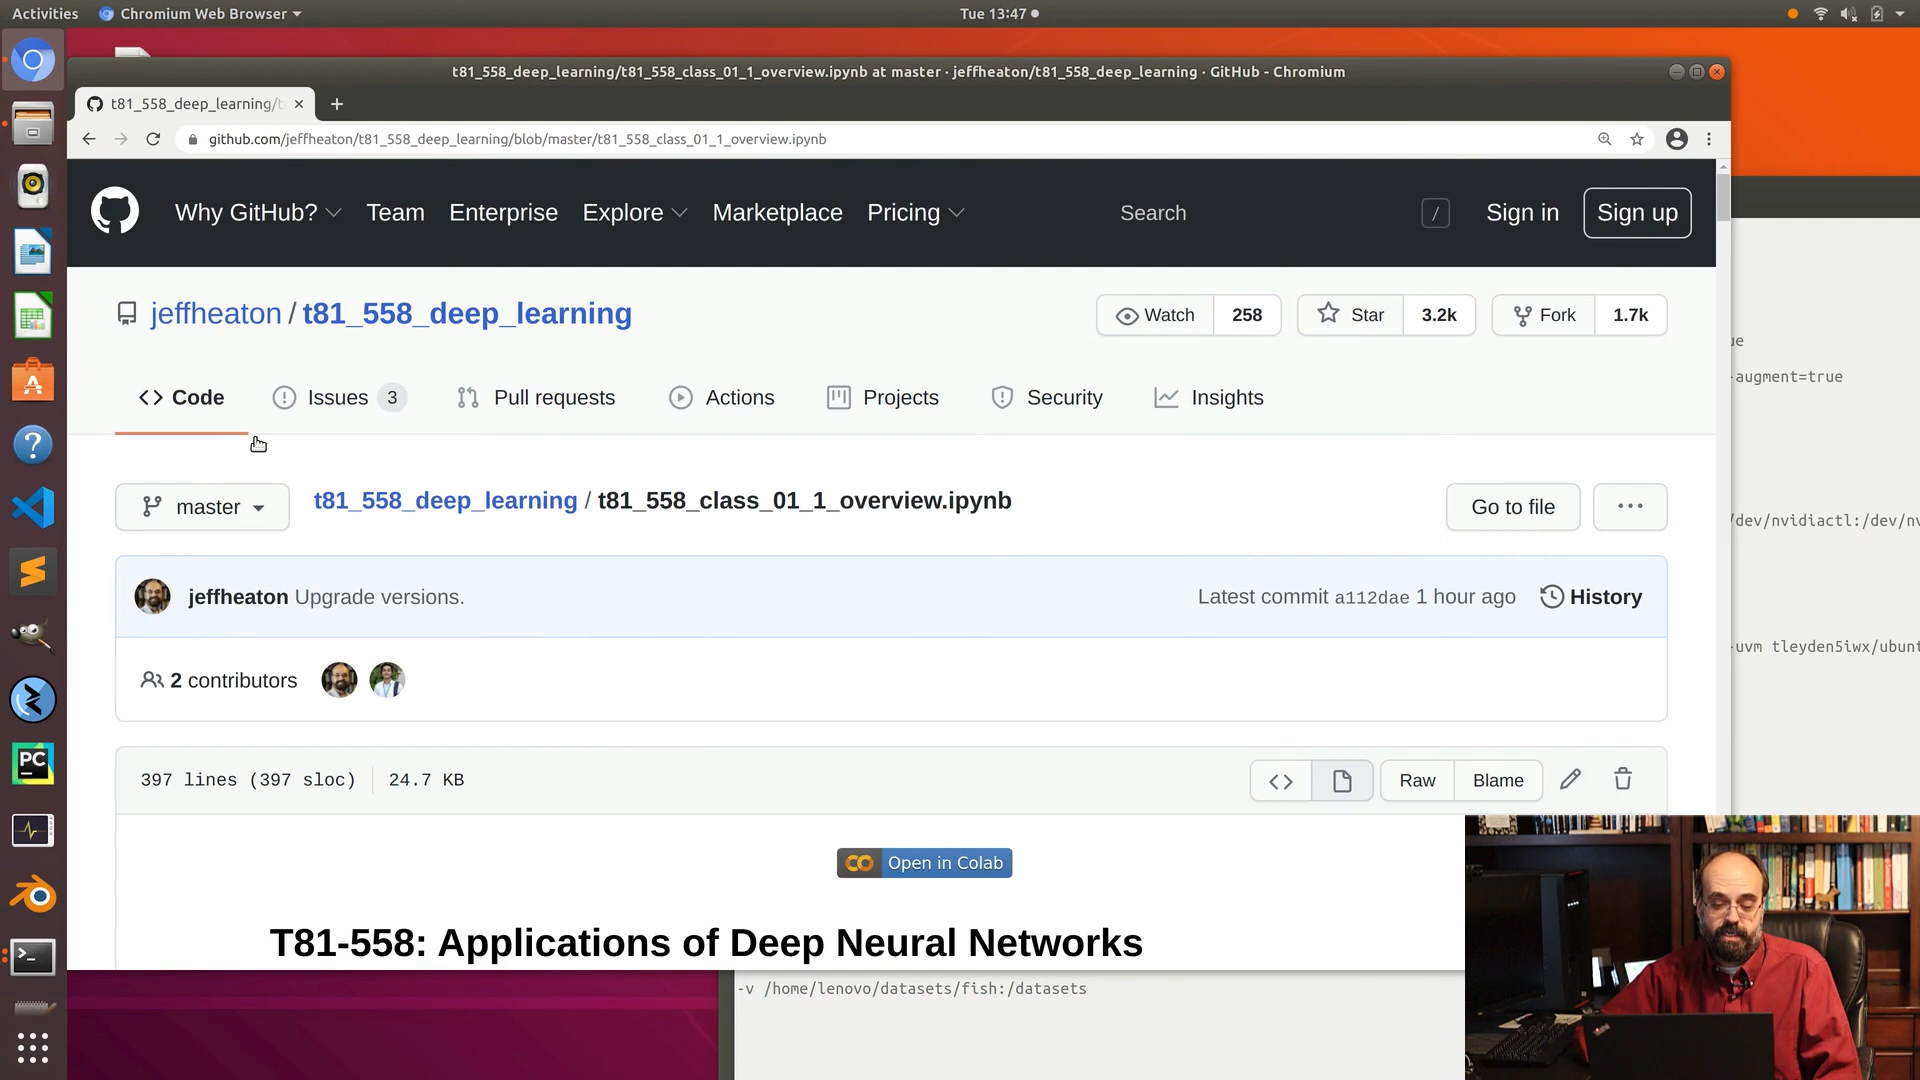 Activities
Chromium Web Browser
Tue 13:47
t81_558_deep_learning/t81_558_class_01_1_overview.ipynb at master · jeffheaton/t81_558_deep_learning · GitHub - Chromium
t81_558_deep_learning/t
github.com/jeffheaton/t81_558_deep_learning/blob/master/t81_558_class_01_1_overview.ipynb
Why GitHub? Team Enterprise Explore Marketplace Pricing Search / Sign in Sign up
jeffheaton / t81_558_deep_learning
Watch 258 Star 3.2k Fork 1.7k
-augment=true
<> Code Issues 3 Pull requests Actions Projects Security Insights
master t81_558_deep_learning / t81_558_class_01_1_overview.ipynb Go to file ...
/dev/nvidiactl:/dev/nv
jeffheaton Upgrade versions. Latest commit a112dae 1 hour ago History
-uvm tleyden5iwx/ubunt
2 contributors
397 lines (397 sloc) 24.7 KB <> Raw Blame
Open in Colab
T81-558: Applications of Deep Neural Networks
-v /home/lenovo/datasets/fish:/datasets
PC